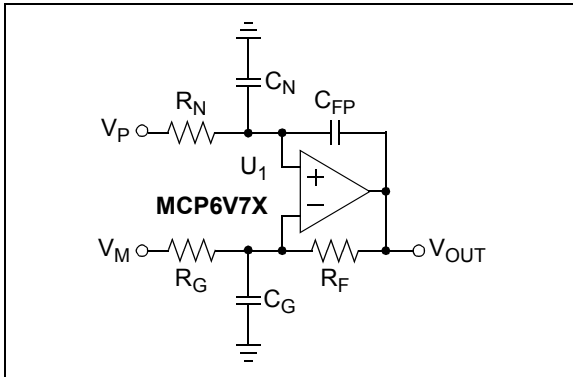 C_N
R_N
C_FP
V_P
U_1
+
MCP6V7X
−
V_M
V_OUT
R_G
R_F
C_G